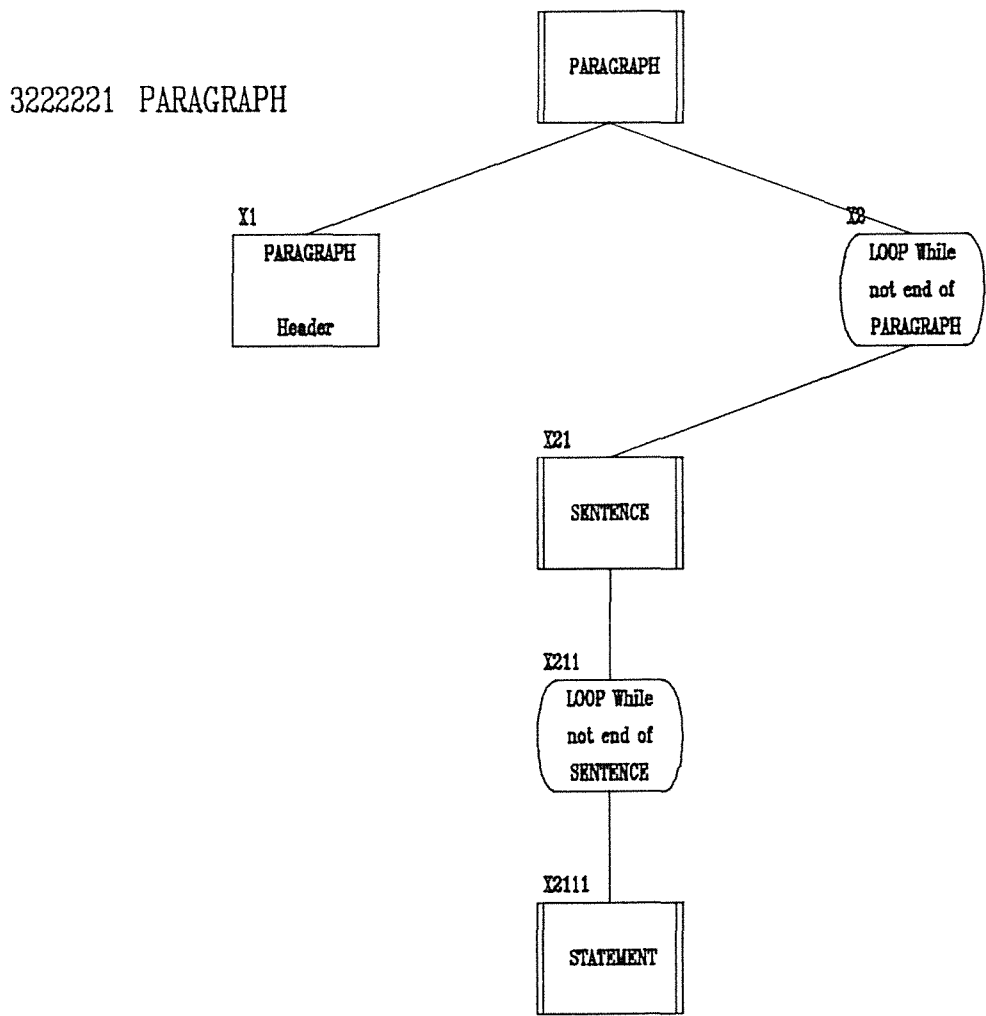 PARAGRAPH
3222221 PARAGRAPH
X1
PARAGRAPH
Header
X2
LOOP While
not end of
PARAGRAPH
X21
SENTENCE
X211
LOOP While
not end of
SENTENCE
X2111
STATEMENT